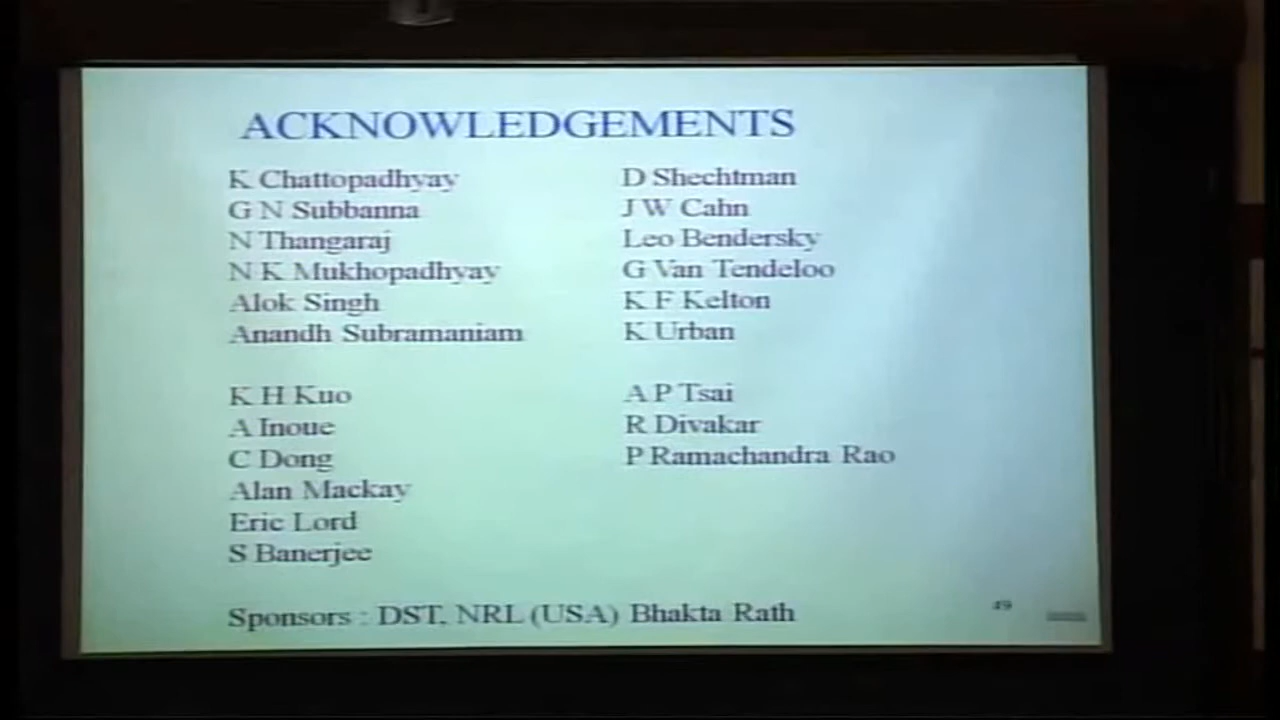 ACKNOWLEDGEMENTS
K Chattopadhyay
G N Subbanna
N Thangaraj
N K Mukhopadhyay
Alok Singh
Anandh Subramaniam
D Shechtman
J W Cahn
Leo Bendersky
G Van Tendeloo
K F Kelton
K Urban
K H Kuo
A Inoue
C Dong
Alan Mackay
Eric Lord
S Banerjee
A P Tsai
R Divakar
P Ramachandra Rao
Sponsors : DST, NRL (USA) Bhakta Rath
49